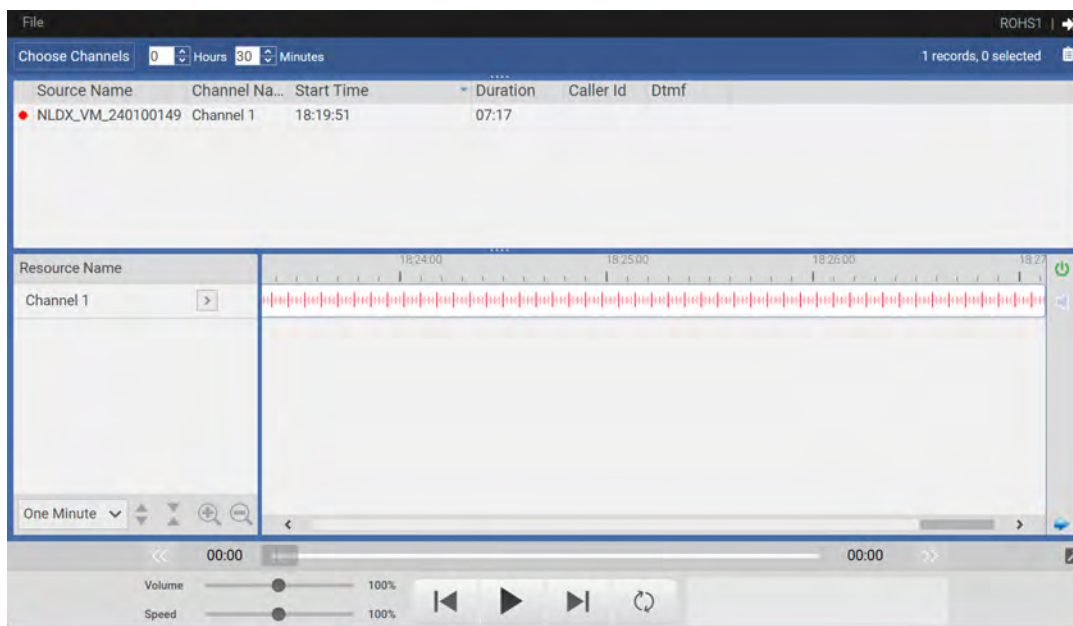 File ROHS1
Choose Channels 0 Hours 30 Minutes 1 records, 0 selected
Source Name Channel Na... Start Time Duration Caller Id Dtmf
NLDX_VM_240100149 Channel 1 18:19:51 07:17
18:24:00 18:25:00 18:26:00 18:27
Resource Name
Channel 1
One Minute
00:00 00:00
Volume 100%
Speed 100%